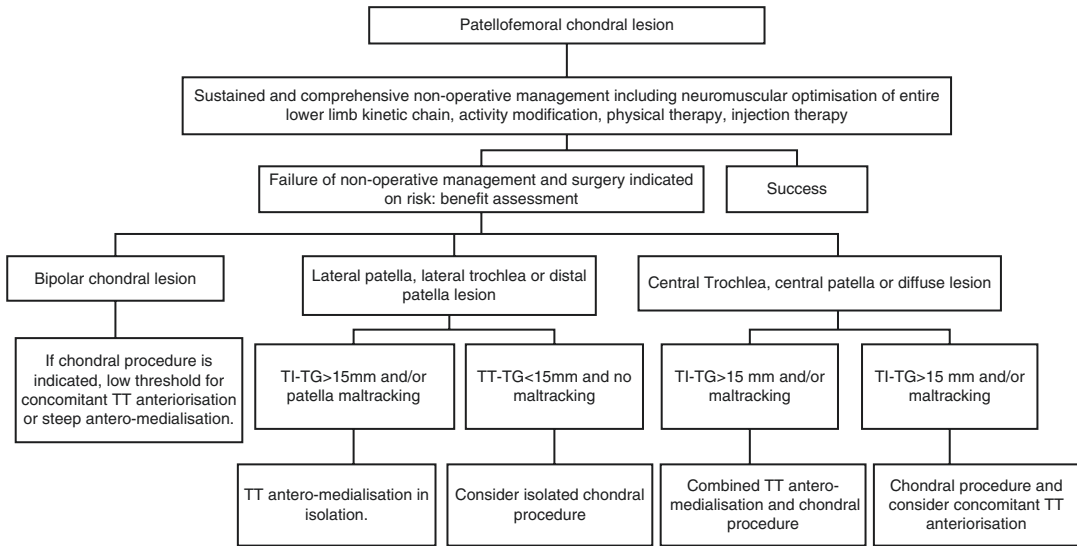 Patellofemoral chondral lesion
Sustained and comprehensive non-operative management including neuromuscular optimisation of entire
lower limb kinetic chain, activity modification, physical therapy, injection therapy
Failure of non-operative management and surgery indicated
on risk: benefit assessment
Success
Bipolar chondral lesion
Lateral patella, lateral trochlea or distal
patella lesion
Central Trochlea, central patella or diffuse lesion
If chondral procedure is
indicated, low threshold for
concomitant TT anteriorisation
or steep antero-medialisation.
TI-TG>15mm and/or
patella maltracking
TT-TG<15mm and no
maltracking
TI-TG>15 mm and/or
maltracking
TI-TG>15 mm and/or
maltracking
TT antero-medialisation in
isolation.
Consider isolated chondral
procedure
Combined TT antero-
medialisation and chondral
procedure
Chondral procedure and
consider concomitant TT
anteriorisation